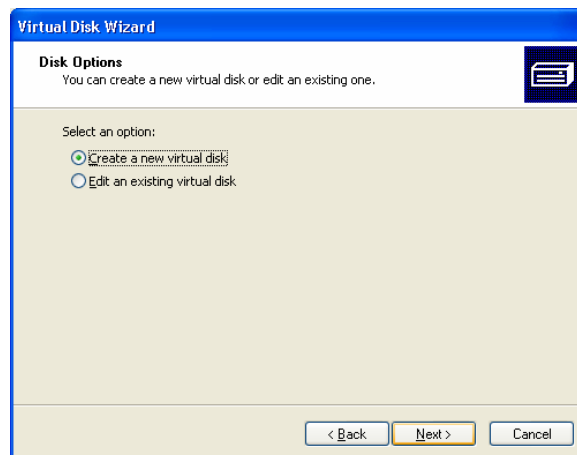 Virtual Disk Wizard
Disk Options
You can create a new virtual disk or edit an existing one.
Select an option:
Create a new virtual disk
Edit an existing virtual disk
< Back
Next >
Cancel